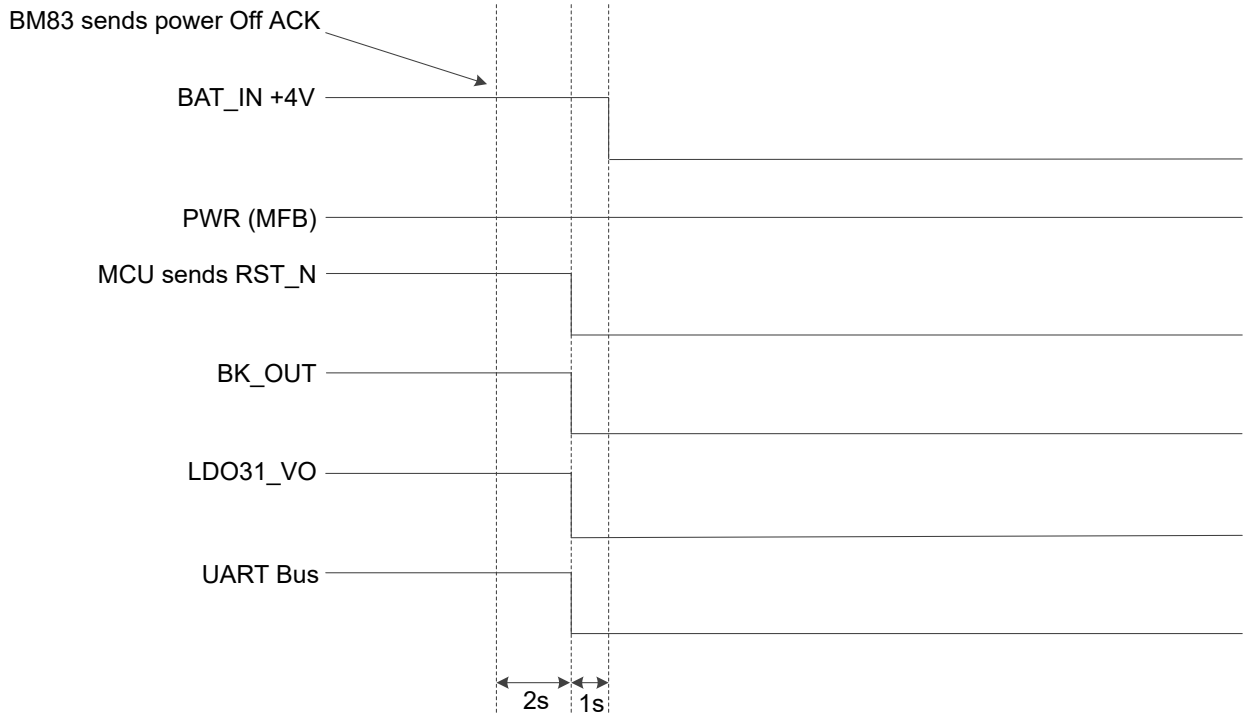 BM83 sends power Off ACK
BAT_IN +4V
PWR (MFB)
MCU sends RST_N
BK_OUT
LDO31_VO
UART Bus
2s
1s